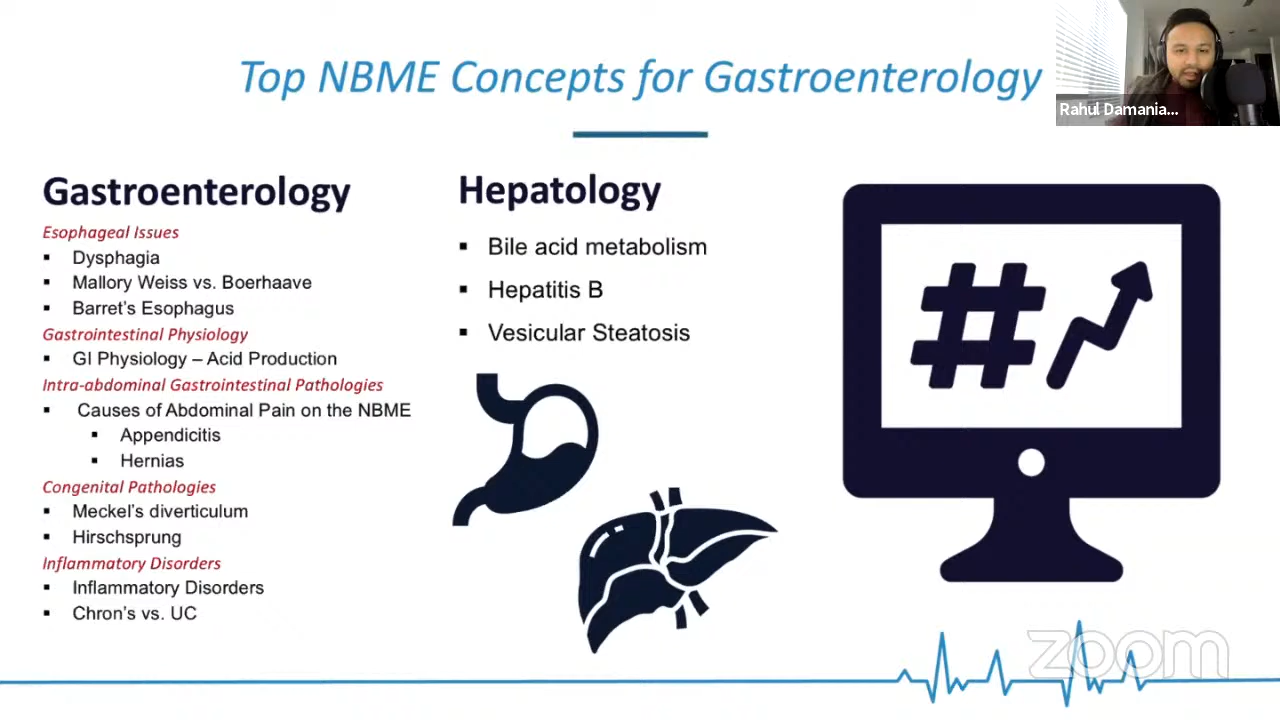 Top NBME Concepts for Gastroenterology
Rahul Damania...
Gastroenterology
Esophageal Issues
▪ Dysphagia
▪ Mallory Weiss vs. Boerhaave
▪ Barret's Esophagus
Gastrointestinal Physiology
▪ GI Physiology – Acid Production
Intra-abdominal Gastrointestinal Pathologies
▪ Causes of Abdominal Pain on the NBME
▪ Appendicitis
▪ Hernias
Congenital Pathologies
▪ Meckel's diverticulum
▪ Hirschsprung
Inflammatory Disorders
▪ Inflammatory Disorders
▪ Chron's vs. UC
Hepatology
▪ Bile acid metabolism
▪ Hepatitis B
▪ Vesicular Steatosis
#
zoom